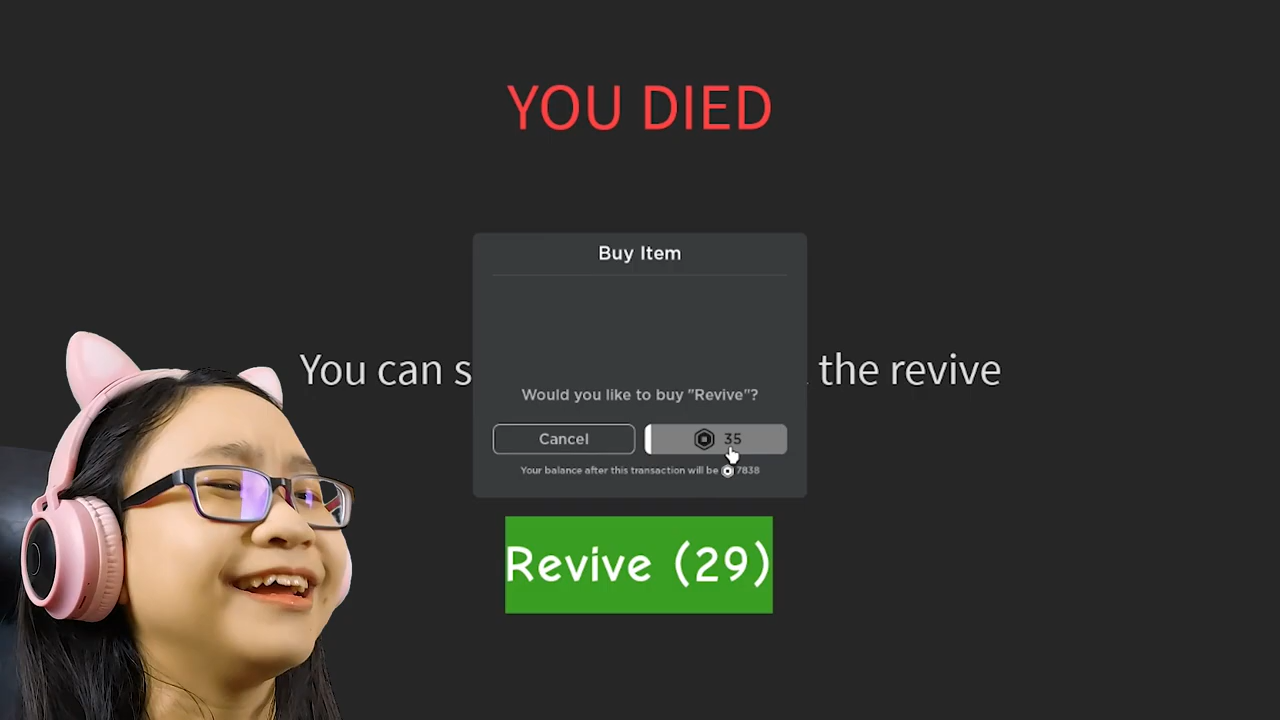 YOU DIED
Buy Item
You can s
the revive
Would you like to buy "Revive"?
Cancel
35
Your balance after this transaction will be 7838
Revive (29)